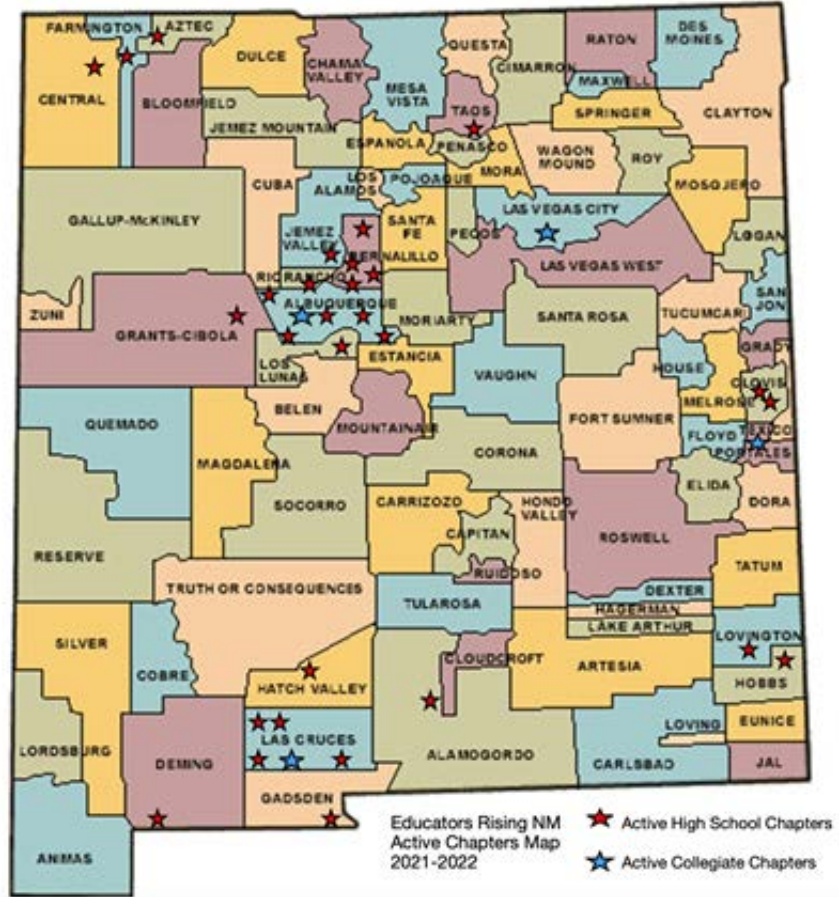 FARMINGTON
AZTEC
DES
MOINES
QUESTA
RATON
DULCE
CHAMA
VALLEY
CIMARRON
MAXWELL
CENTRAL
BLOOMFIELD
MESA
VISTA
TAOS
SPRINGER
CLAYTON
JEMEZ MOUNTAIN
ESPANOLA
PENASCO
WAGON
MOUND
ROY
MORA
CUBA
LOS
ALAMOS
POJOAQUE
MOSQJERO
GALLUP-McKINLEY
JEMEZ
VALLEY
SANTA
FE
PECOS
LAS VEGAS CITY
LOGAN
BERNALILLO
LAS VEGAS WEST
RIO RANCHO
SAN
JON
ZUNI
ALBUQUERQUE
MORIARTY
SANTA ROSA
TUCUMCARI
GRANTS-CIBOLA
GRADY
LOS
LUNAS
ESTANCIA
VAUGHN
HOUSE
CLOVIS
MELROSE
BELEN
FORT SUMNER
QUEMADO
MOUNTAINAIR
FLOYD
TEXICO
PORTALES
MAGDALENA
CORONA
SOCORRO
CARRIZOZO
HONDO
VALLEY
ELIDA
DORA
CAPITAN
ROSWELL
RESERVE
RUIDOSO
TATUM
TRUTH OR CONSEQUENCES
TULAROSA
DEXTER
HAGERMAN
LAKE ARTHUR
SILVER
LOVINGTON
COBRE
CLOUDCROFT
ARTESIA
HATCH VALLEY
HOBBS
LOVING
EUNICE
LAS CRUCES
LORDSBURG
DEMING
ALAMOGORDO
CARLSBAD
JAL
GADSDEN
ANIMAS
Educators Rising NM
Active Chapters Map
2021-2022
Active High School Chapters
Active Collegiate Chapters